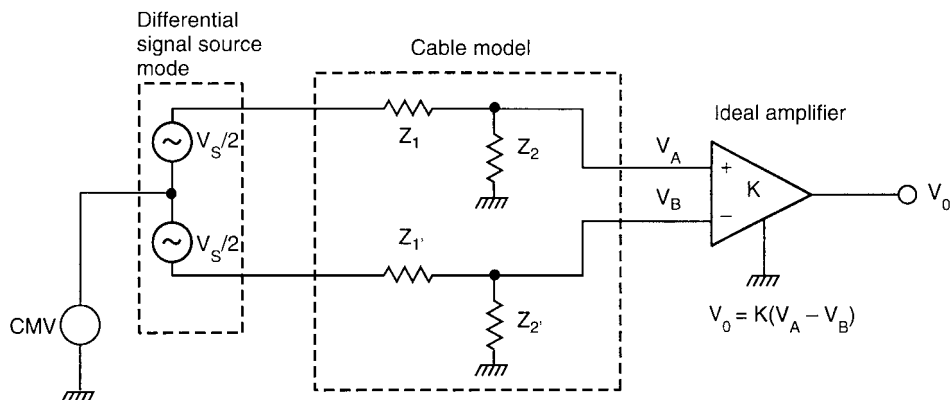 Differential
signal source
mode
Cable model
Ideal amplifier
V_S/2
Z_1
Z_2
V_A
+
K
V_0
V_B
−
V_S/2
Z_1'
Z_2'
CMV
V_0 = K(V_A − V_B)